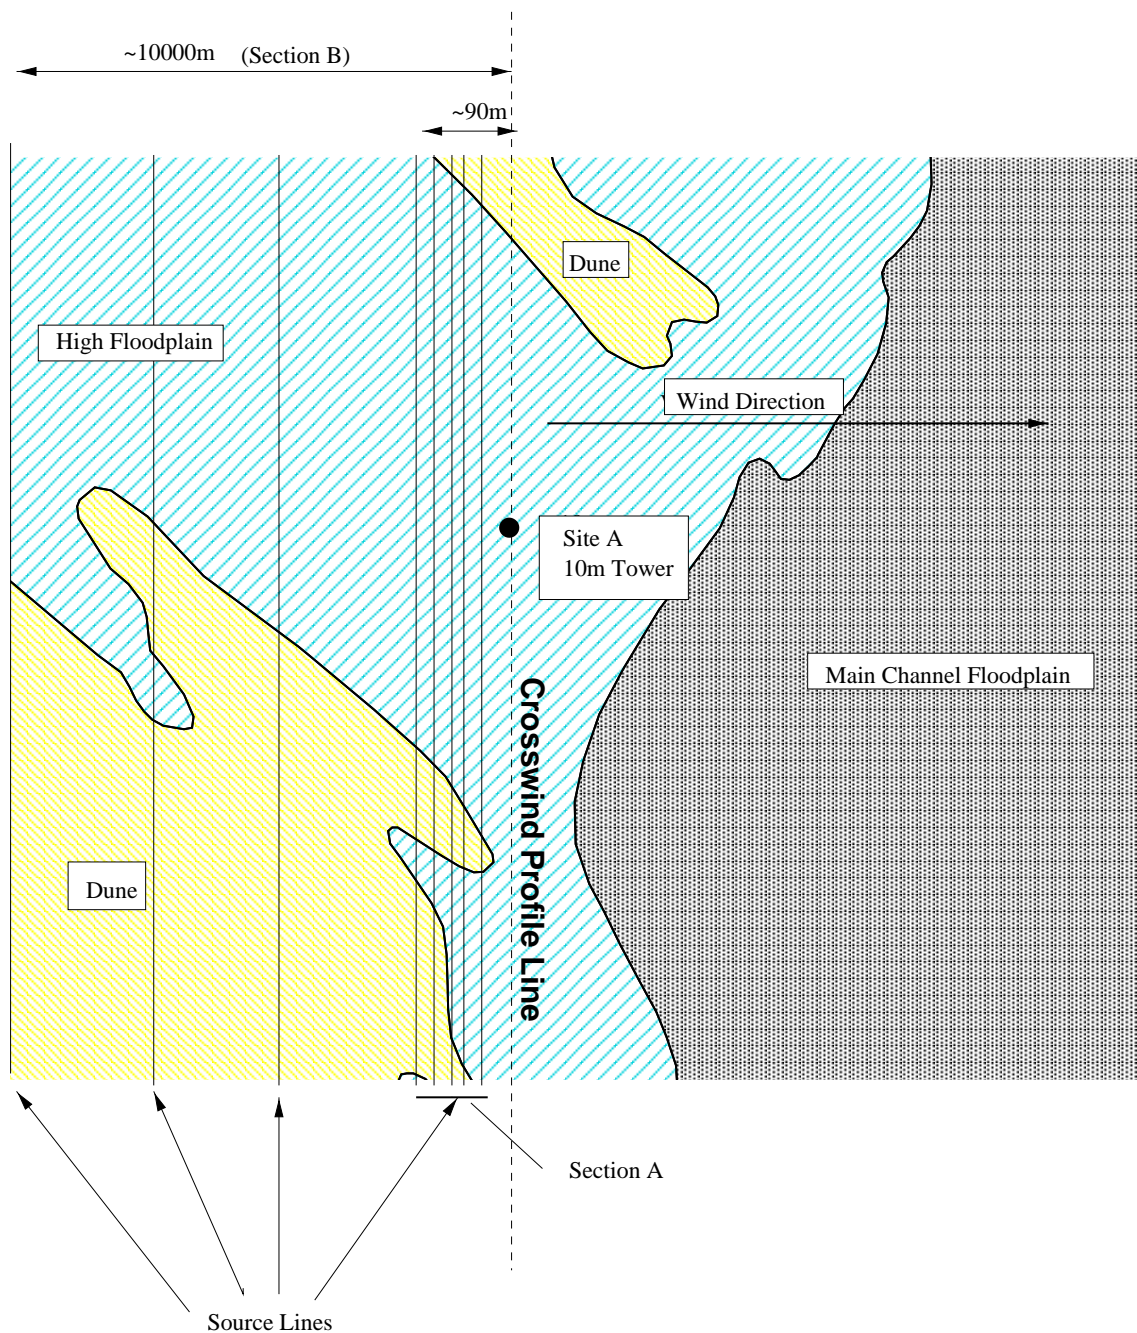 ~10000m (Section B)
~90m
Dune
High Floodplain
Wind Direction
Site A
10m Tower
Main Channel Floodplain
Crosswind Profile Line
Dune
Section A
Source Lines